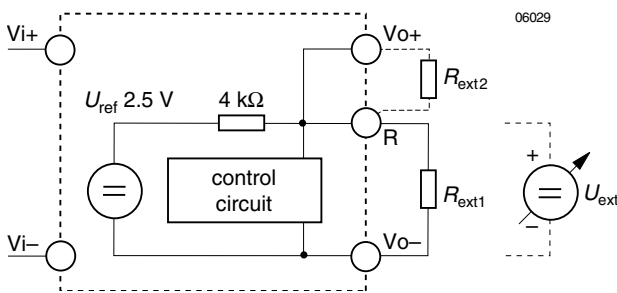 Vi+
Vo+
06029
Rext2
Uref 2.5 V
4 kΩ
R
control
circuit
Rext1
+
Uext
–
Vi–
Vo–